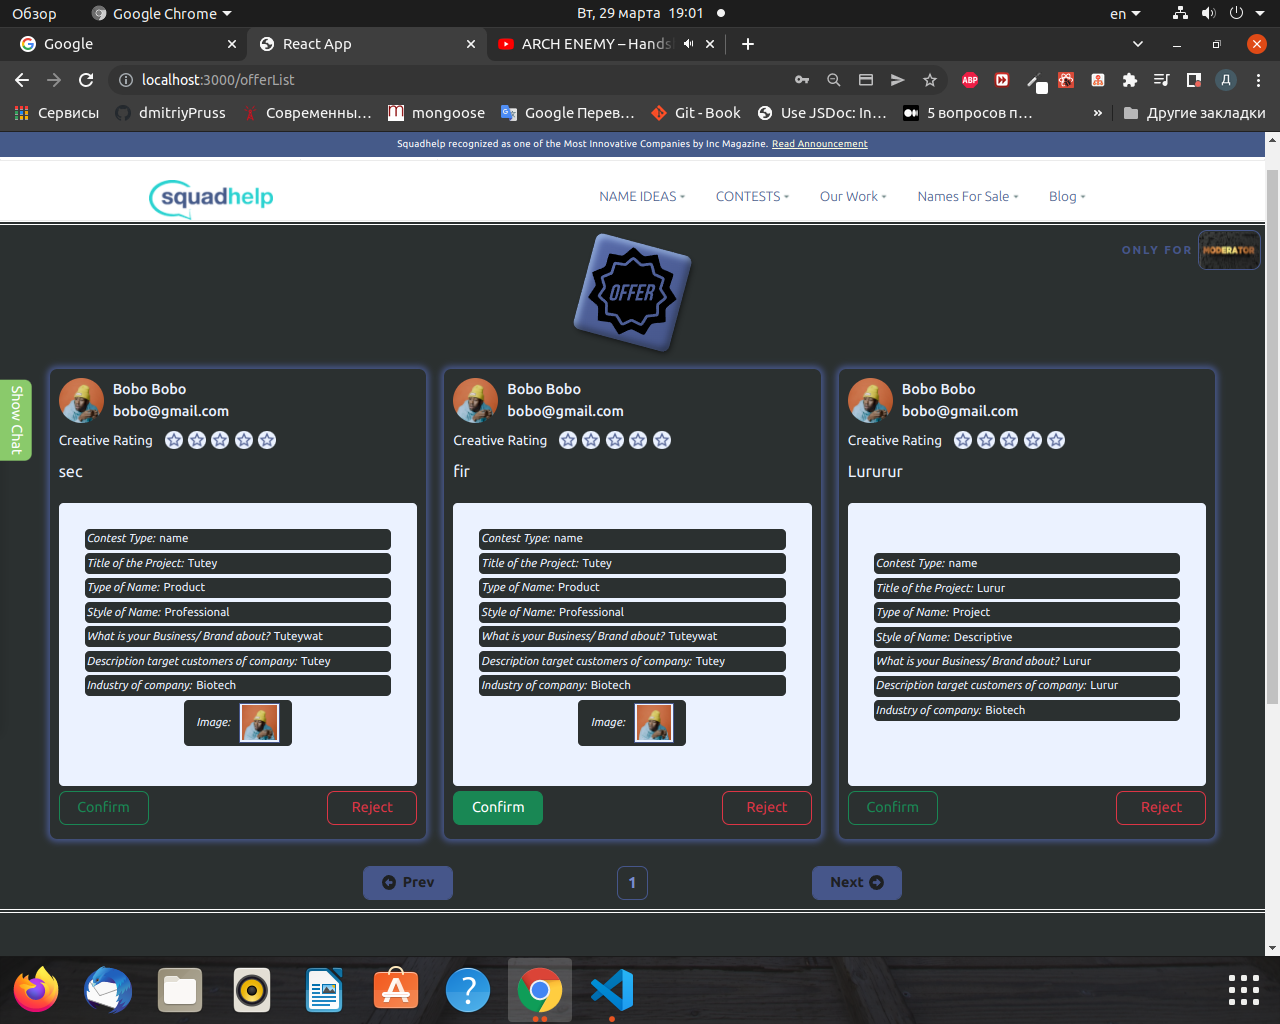 Обзор
Google Chrome
Вт, 29 марта 19:01
en
Google
React App
ARCH ENEMY – Hands
localhost:3000/offerList
ABP
Д
Сервисы
dmitriyPruss
Современны...
mongoose
Google Перев...
Git - Book
Use JSDoc: In...
5 вопросов п...
»
Другие закладки
Squadhelp recognized as one of the Most Innovative Companies by Inc Magazine. Read Announcement
squadhelp
NAME IDEAS
CONTESTS
Our Work
Names For Sale
Blog
ONLY FOR MODERATOR
OFFER
Show Chat
Bobo Bobo
bobo@gmail.com
Creative Rating
sec
Contest Type: name
Title of the Project: Tutey
Type of Name: Product
Style of Name: Professional
What is your Business/ Brand about? Tuteywat
Description target customers of company: Tutey
Industry of company: Biotech
Image:
Confirm
Reject
Bobo Bobo
bobo@gmail.com
Creative Rating
fir
Contest Type: name
Title of the Project: Tutey
Type of Name: Product
Style of Name: Professional
What is your Business/ Brand about? Tuteywat
Description target customers of company: Tutey
Industry of company: Biotech
Image:
Confirm
Reject
Bobo Bobo
bobo@gmail.com
Creative Rating
Lururur
Contest Type: name
Title of the Project: Lurur
Type of Name: Project
Style of Name: Descriptive
What is your Business/ Brand about? Lurur
Description target customers of company: Lurur
Industry of company: Biotech
Confirm
Reject
Prev
1
Next